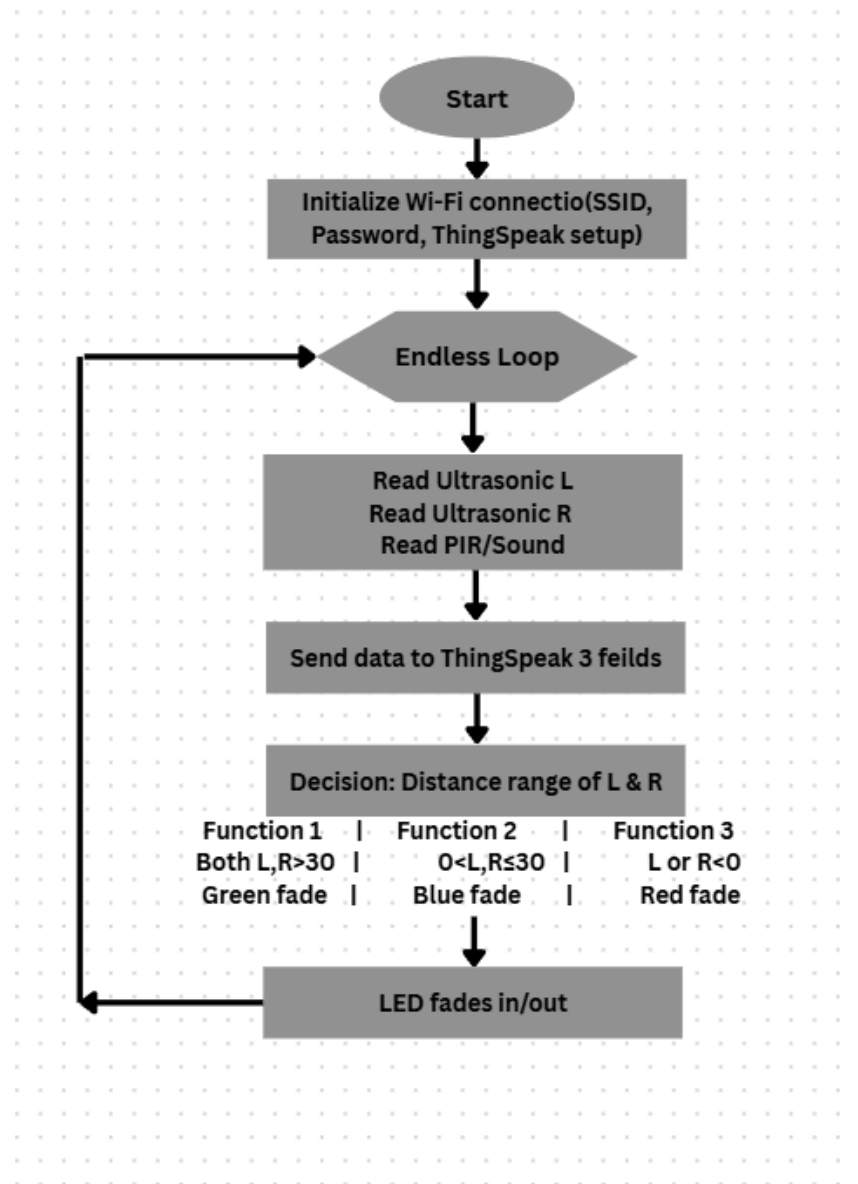 Start
Initialize Wi-Fi connectio(SSID,
Password, ThingSpeak setup)
Endless Loop
Read Ultrasonic L
Read Ultrasonic R
Read PIR/Sound
Send data to ThingSpeak 3 feilds
Decision: Distance range of L & R
Function 1 | Function 2 | Function 3
Both L,R>30 | 0<L,R≤30 | L or R<0
Green fade | Blue fade | Red fade
LED fades in/out